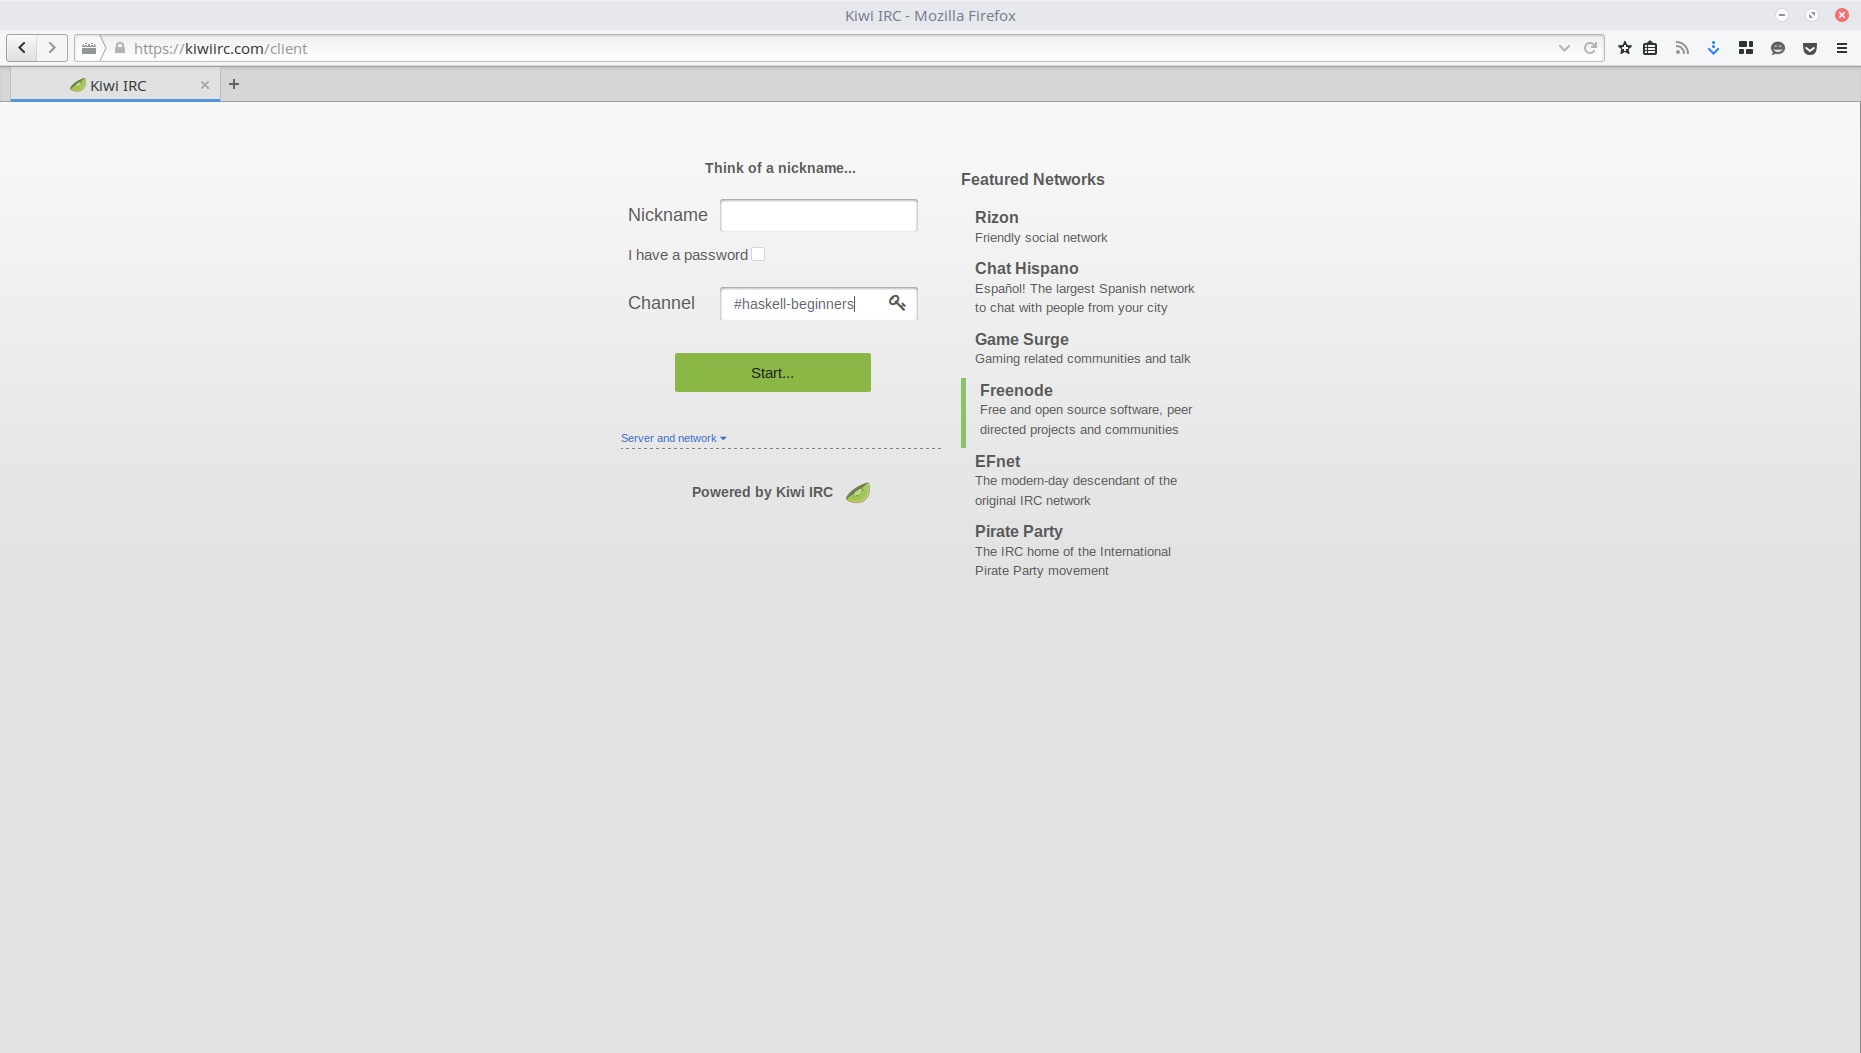 Kiwi IRC - Mozilla Firefox
https://kiwiirc.com/client
Kiwi IRC
Think of a nickname...
Nickname
I have a password
Channel
#haskell-beginners
Start...
Server and network
Powered by Kiwi IRC
Featured Networks
Rizon
Friendly social network
Chat Hispano
Español! The largest Spanish network
to chat with people from your city
Game Surge
Gaming related communities and talk
Freenode
Free and open source software, peer
directed projects and communities
EFnet
The modern-day descendant of the
original IRC network
Pirate Party
The IRC home of the International
Pirate Party movement